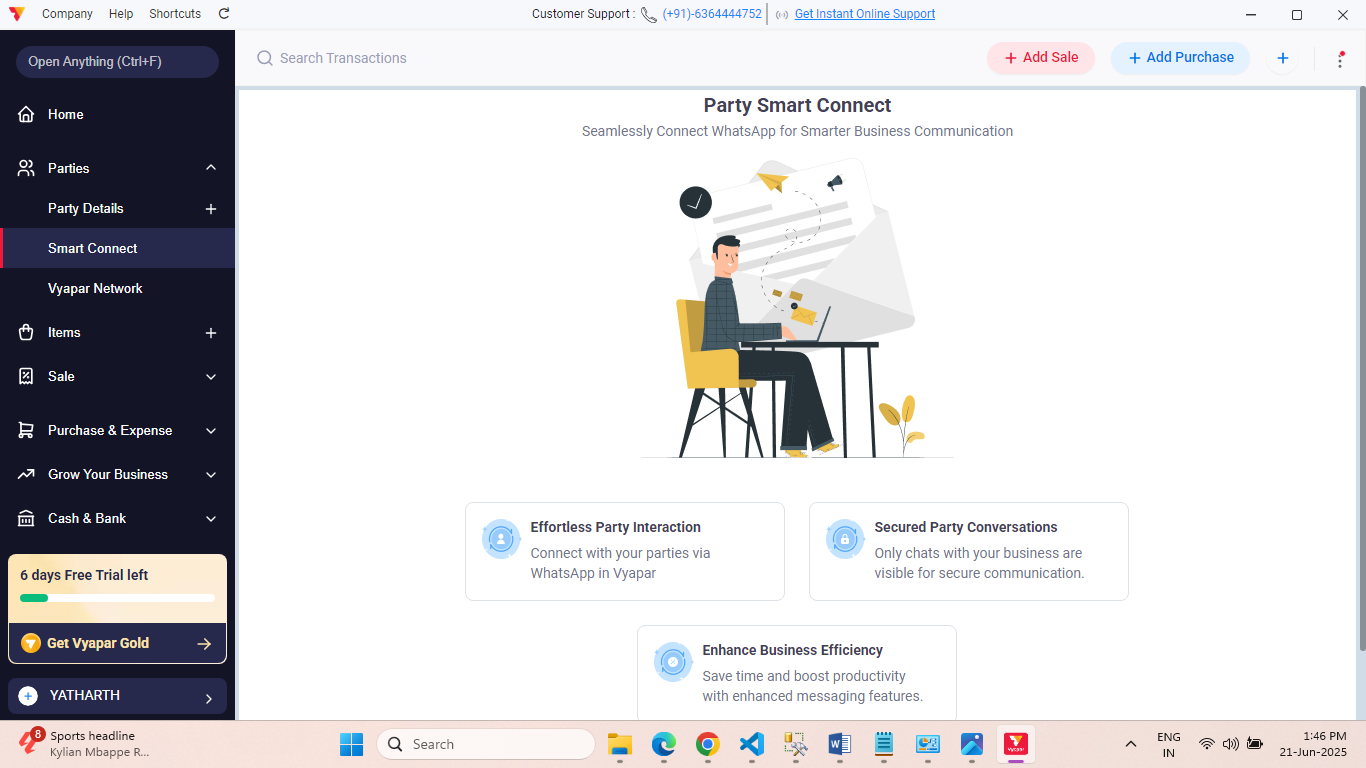 Company Help Shortcuts
Customer Support : (+91)-6364444752 Get Instant Online Support
Open Anything (Ctrl+F)
Search Transactions
Add Sale
Add Purchase
Home
Parties
Party Details
Smart Connect
Vyapar Network
Items
Sale
Purchase & Expense
Grow Your Business
Cash & Bank
6 days Free Trial left
Get Vyapar Gold
YATHARTH
Party Smart Connect
Seamlessly Connect WhatsApp for Smarter Business Communication
Effortless Party Interaction
Connect with your parties via
WhatsApp in Vyapar
Secured Party Conversations
Only chats with your business are
visible for secure communication.
Enhance Business Efficiency
Save time and boost productivity
with enhanced messaging features.
8
Sports headline
Kylian Mbappe R...
Search
Vyapar
ENG
IN
1:46 PM
21-Jun-2025